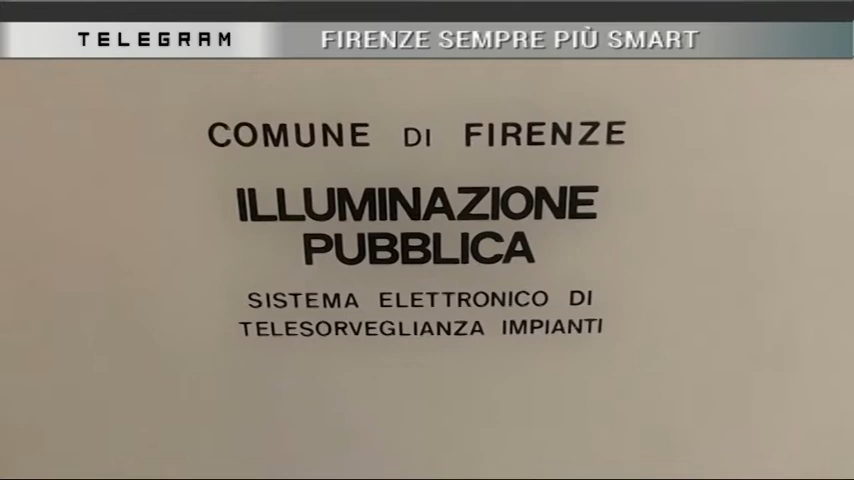 TELEGRAM FIRENZE SEMPRE PIÙ SMART
COMUNE DI FIRENZE
ILLUMINAZIONE
PUBBLICA
SISTEMA ELETTRONICO DI
TELESORVEGLIANZA IMPIANTI